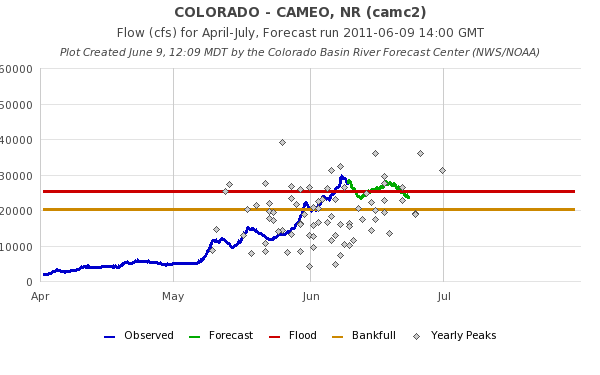 COLORADO - CAMEO, NR (camc2)
Flow (cfs) for April-July, Forecast run 2011-06-09 14:00 GMT
Plot Created June 9, 12:09 MDT by the Colorado Basin River Forecast Center (NWS/NOAA)
60000
50000
40000
30000
20000
10000
0
Apr May Jun Jul
Observed Forecast Flood Bankfull Yearly Peaks